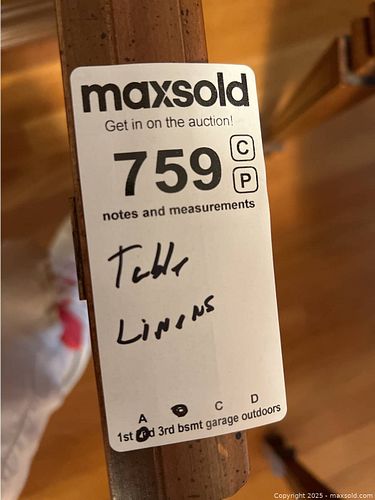 maxsold
Get in on the auction!
759 C
P
notes and measurements
Table
Linens
A C D
1st 3rd bsmt garage outdoors
Copyright 2025 - maxsold.com